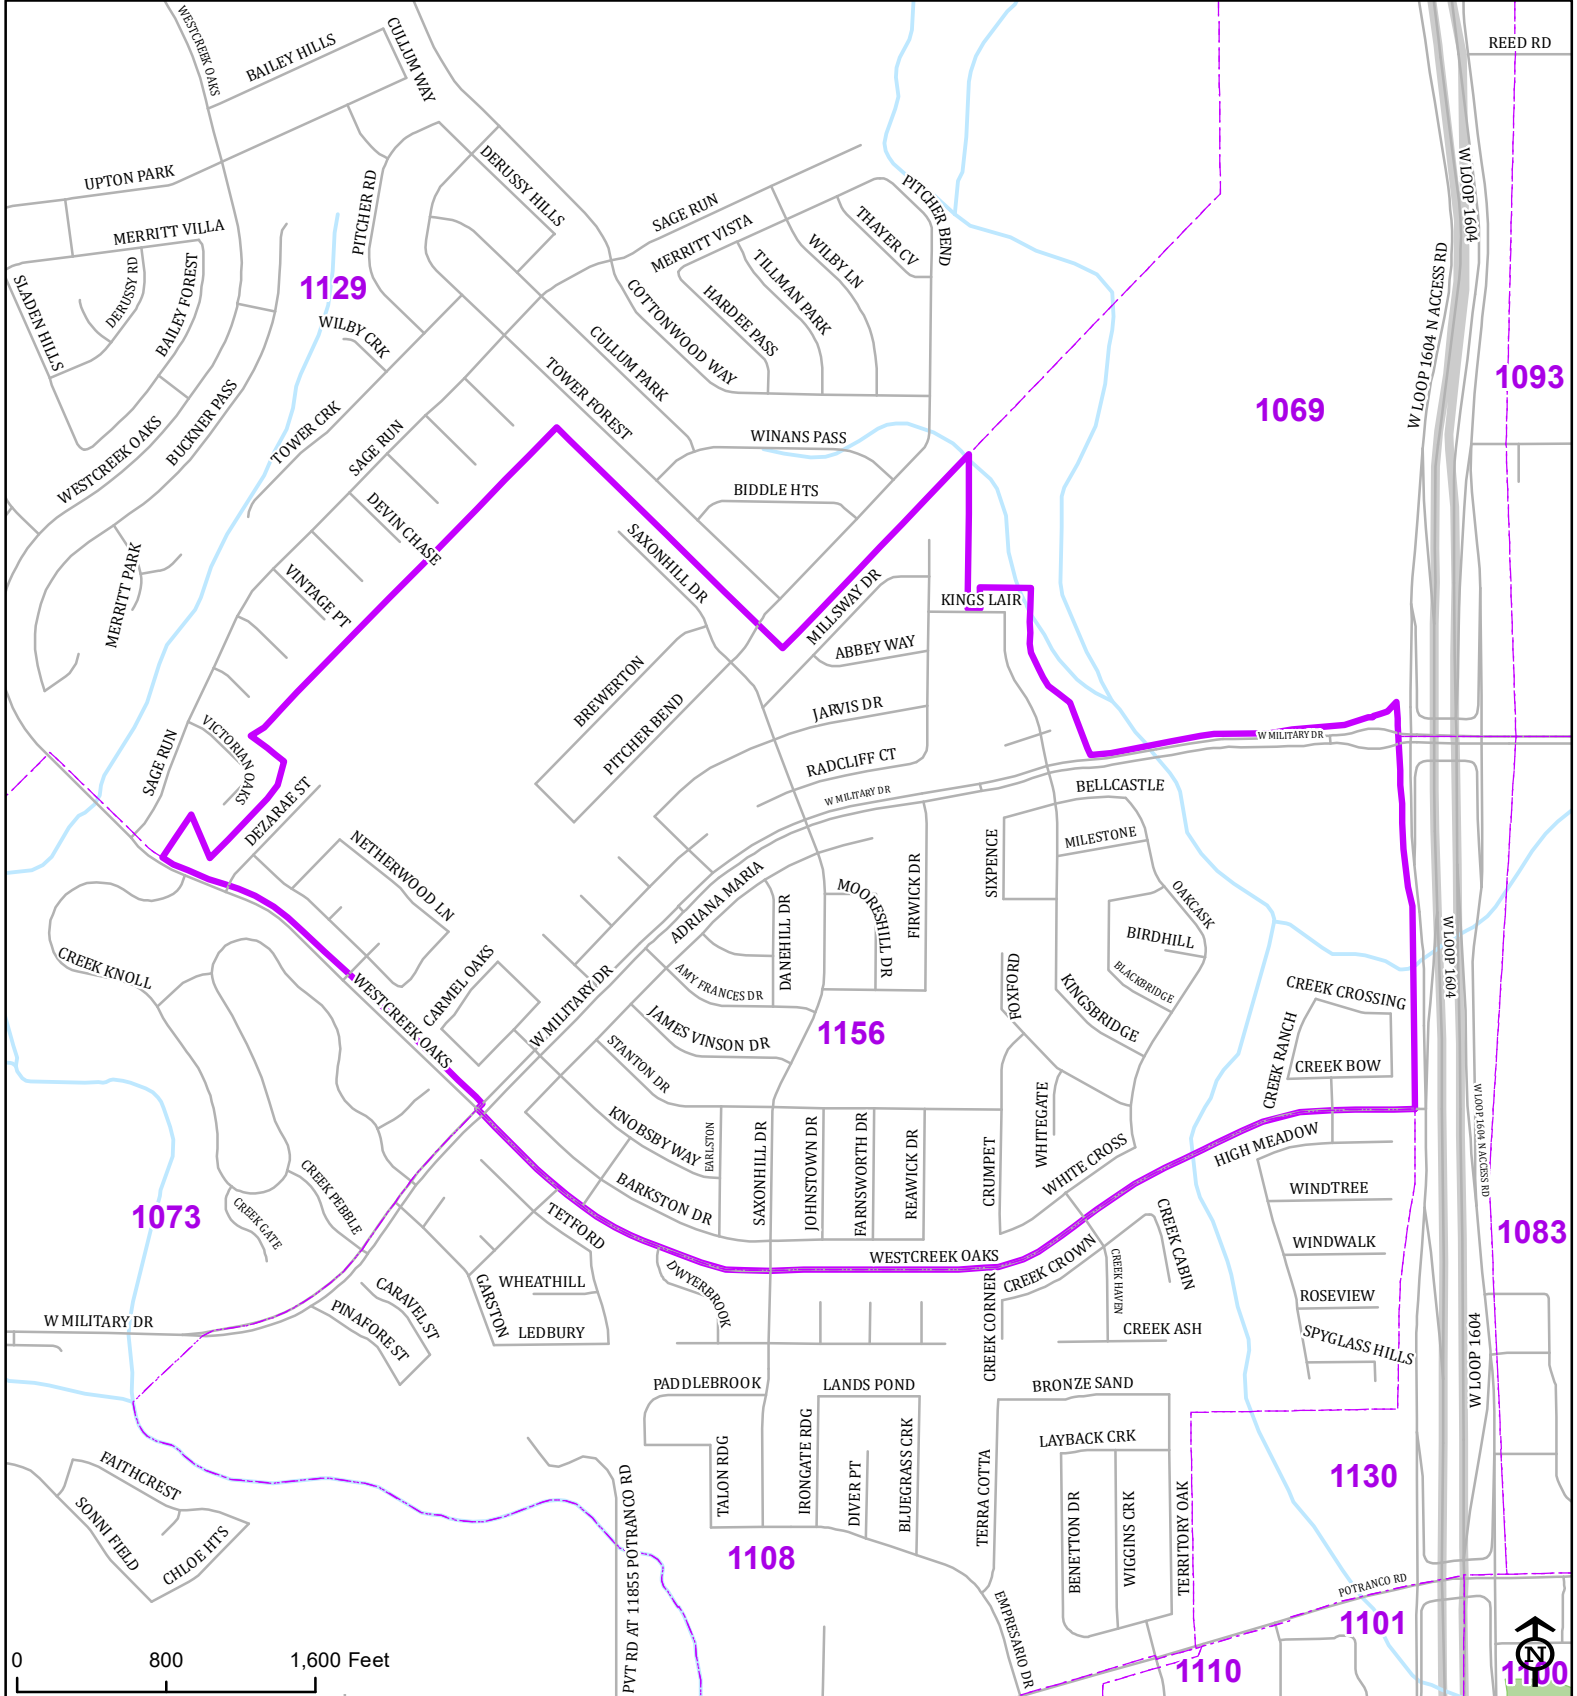 WESTCREEK OAKS
BAILEY HILLS
CULLUM WAY
REED RD
UPTON PARK
DERUSSY HILLS
W LOOP 1604
PITCHER RD
SAGE RUN
PITCHER BEND
MERRITT VILLA
MERRITT VISTA
THAYER CV
WILBY LN
TILLMAN PARK
SLADEN HILLS
DERUSSY RD
BAILEY FOREST
1129
COTTONWOOD WAY
HARDEE PASS
W LOOP 1604 N ACCESS RD
WILBY CRK
CULLUM PARK
TOWER FOREST
1093
1069
BUCKNER PASS
WESTCREEK OAKS
TOWER CRK
SAGE RUN
WINANS PASS
BIDDLE HTS
DEVIN CHASE
SAXONHILL DR
MERRITT PARK
VINTAGE PT
MILLSWAY DR
KINGS LAIR
ABBEY WAY
BREWERTON
PITCHER BEND
JARVIS DR
VICTORIAN OAKS
SAGE RUN
W MILITARY DR
RADCLIFF CT
W MILITARY DR
BELLCASTLE
DEZARAE ST
NETHERWOOD LN
MILESTONE
SIXPENCE
ADRIANA MARIA
MOORESHILL DR
FIRWICK DR
DANEHILL DR
OAKCASK
BIRDHILL
BLACKBRIDGE
W LOOP 1604
CREEK KNOLL
CARMEL OAKS
WESTCREEK OAKS
W MILITARY DR
AMY FRANCES DR
JAMES VINSON DR
STANTON DR
1156
FOXFORD
KINGSBRIDGE
CREEK CROSSING
CREEK RANCH
CREEK BOW
W LOOP 1604 N ACCESS RD
KNOBSBY WAY
EARLSTON
SAXONHILL DR
JOHNSTOWN DR
FARNSWORTH DR
REAWICK DR
CRUMPET
WHITEGATE
WHITE CROSS
HIGH MEADOW
BARKSTON DR
CREEK PEBBLE
CREEK GATE
1073
TETFORD
WINDTREE
1083
WINDWALK
WESTCREEK OAKS
CREEK CROWN
CREEK CABIN
CREEK HAVEN
DWYERBROOK
WHEATHILL
GARSTON
LEDBURY
CARAVEL ST
PINAFORE ST
W MILITARY DR
CREEK CORNER
CREEK ASH
ROSEVIEW
SPYGLASS HILLS
W LOOP 1604
PADDLEBROOK
LANDS POND
BRONZE SAND
LAYBACK CRK
TALON RDG
IRONGATE RDG
DIVER PT
BLUEGRASS CRK
TERRA COTTA
BENETTON DR
WIGGINS CRK
TERRITORY OAK
1130
FAITHCREST
SONNI FIELD
CHLOE HTS
PVT RD AT 11855 POTRANCO RD
1108
EMPRESARIO DR
POTRANCO RD
1101
1110
1100
N
0 800 1,600 Feet